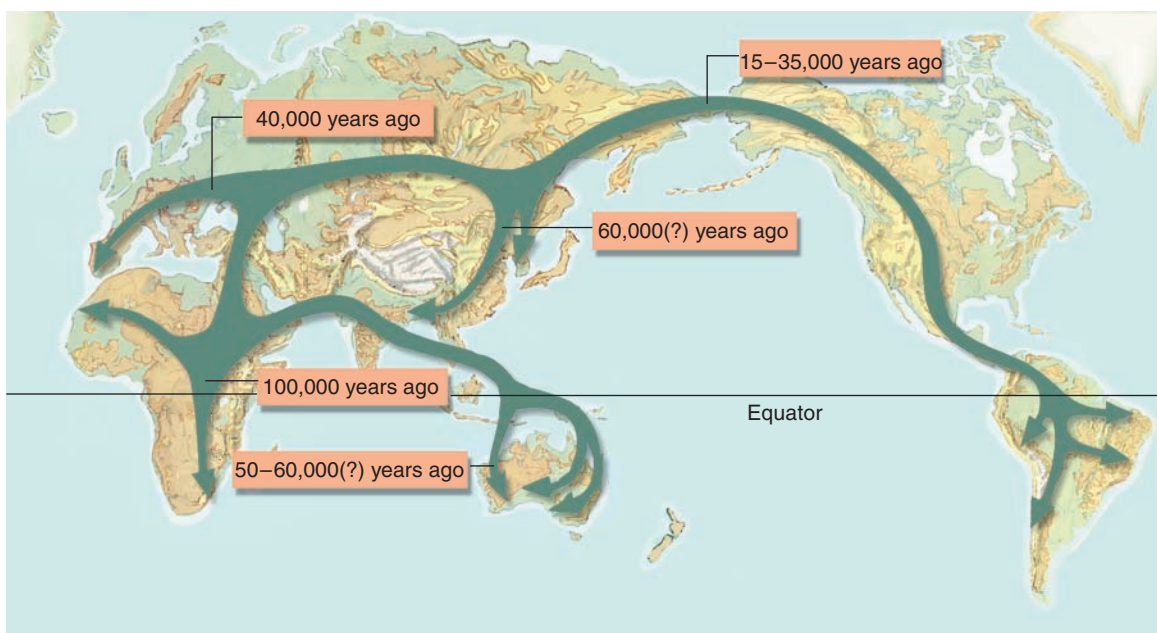 15–35,000 years ago
40,000 years ago
60,000(?) years ago
100,000 years ago
Equator
50–60,000(?) years ago